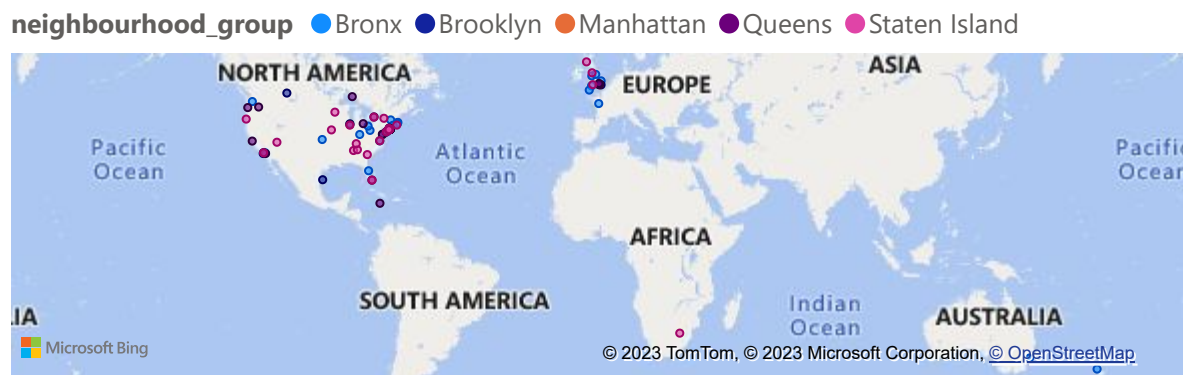 neighbourhood_group Bronx Brooklyn Manhattan Queens Staten Island
NORTH AMERICA
EUROPE
ASIA
Pacific
Ocean
Atlantic
Ocean
Pacific
Ocean
AFRICA
SOUTH AMERICA
Indian
Ocean
AUSTRALIA
.IA
Microsoft Bing
© 2023 TomTom, © 2023 Microsoft Corporation, © OpenStreetMap